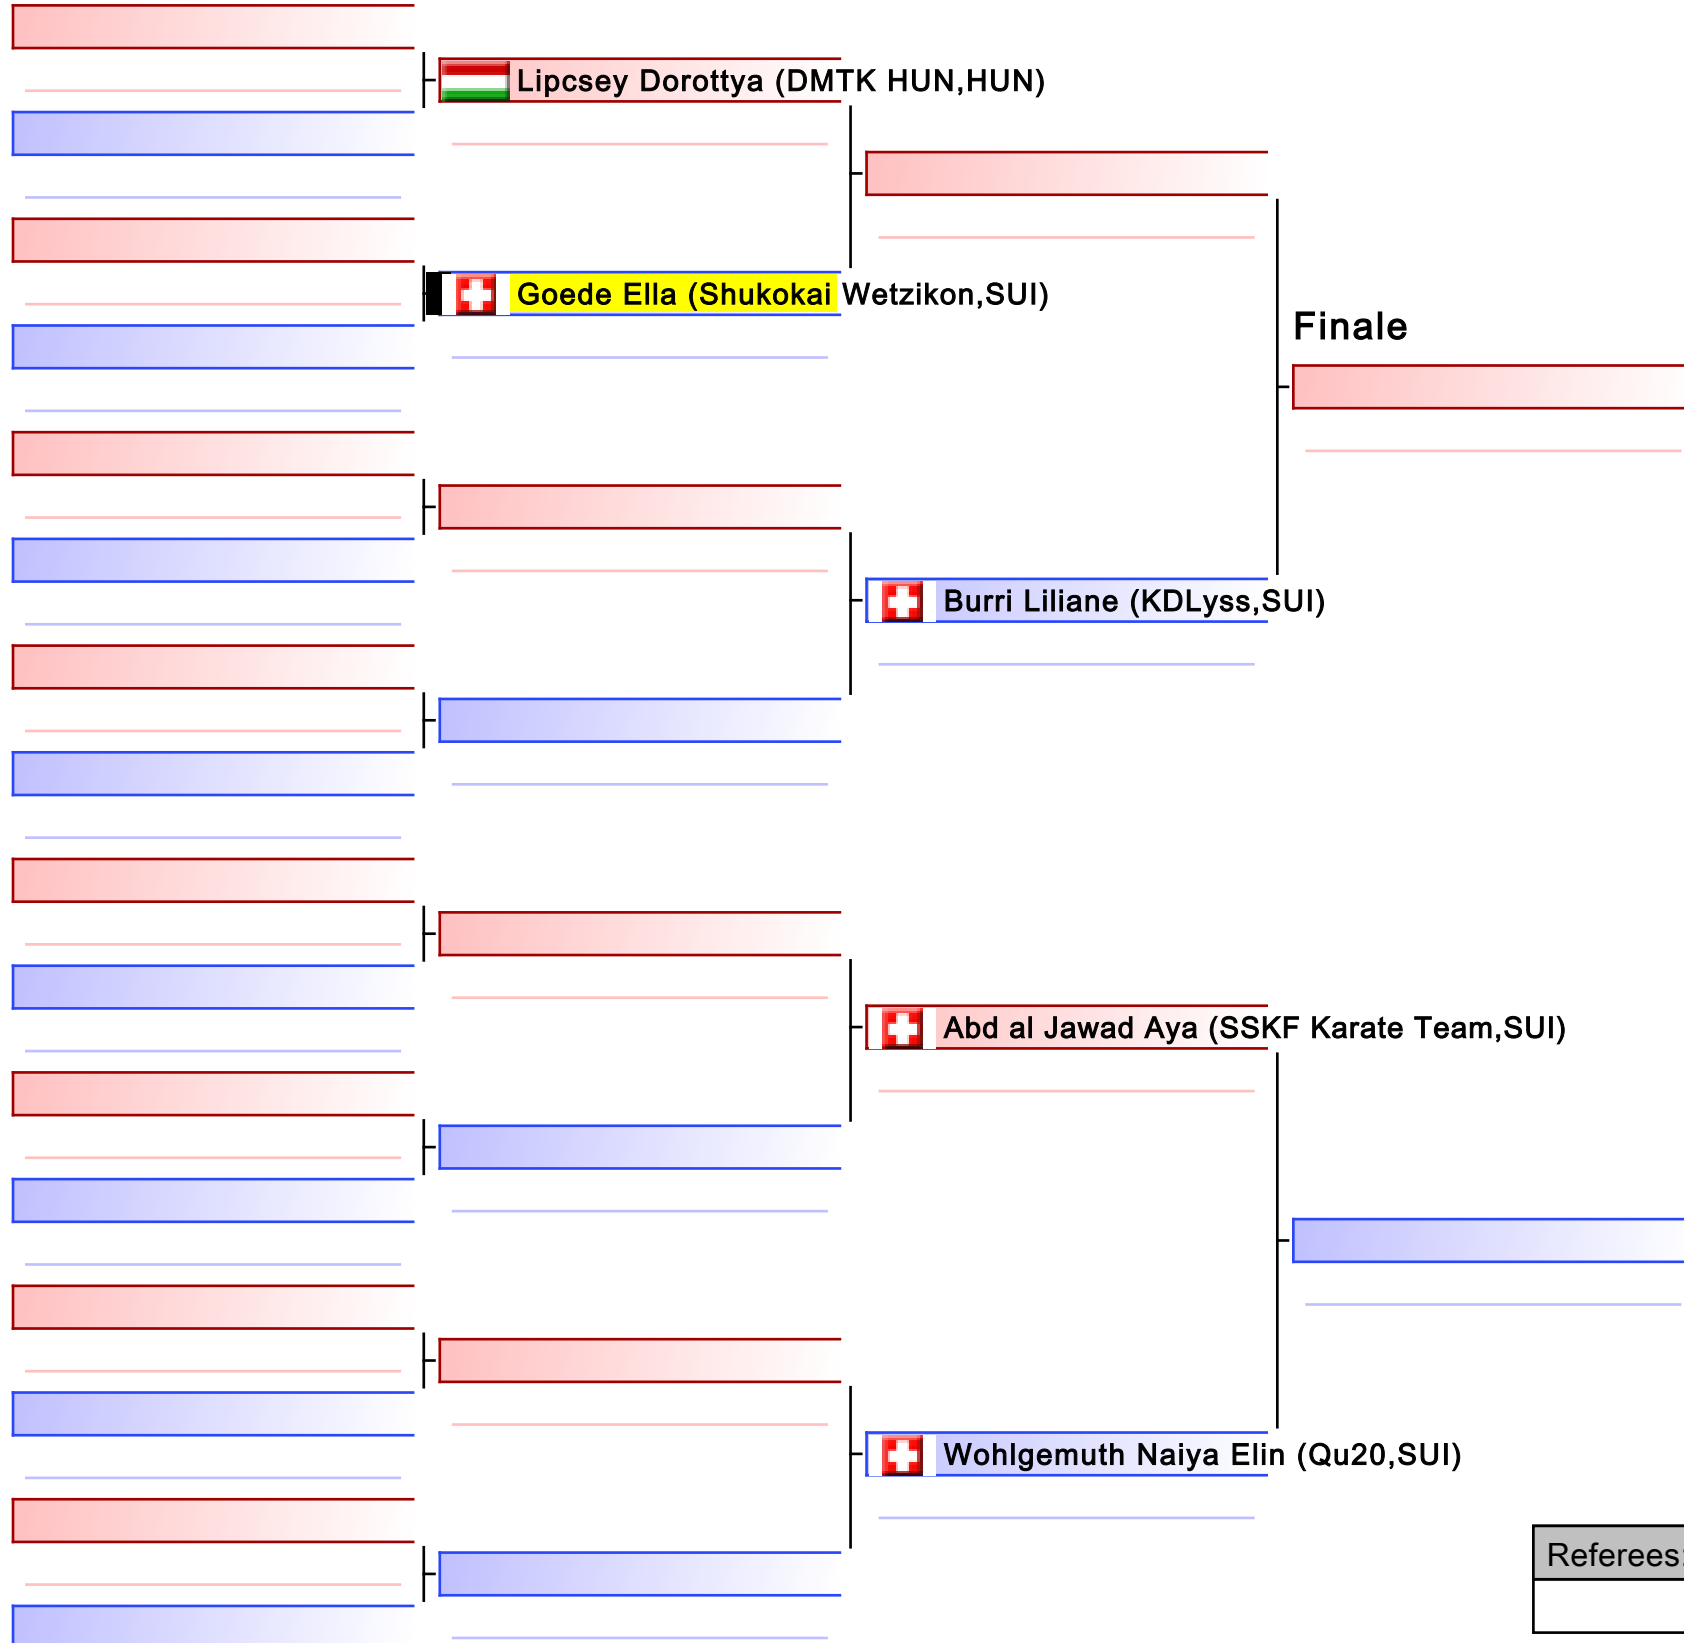 Lipcsey Dorottya (DMTK HUN,HUN)
Goede Ella (Shukokai Wetzikon,SUI)
Finale
Burri Liliane (KDLyss,SUI)
Abd al Jawad Aya (SSKF Karate Team,SUI)
Wohlgemuth Naiya Elin (Qu20,SUI)
Referees: